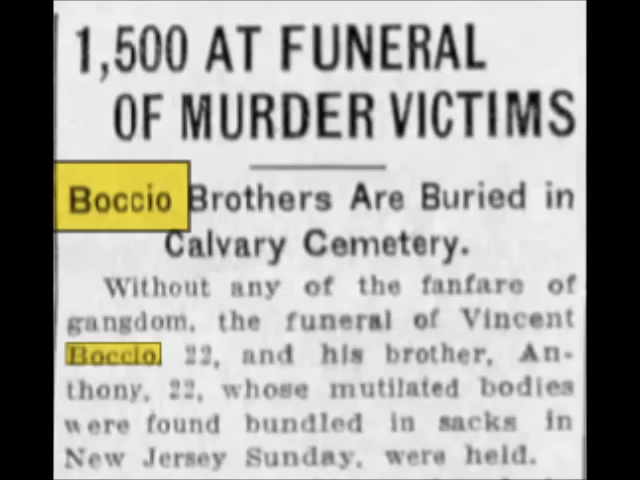 1,500 AT FUNERAL
OF MURDER VICTIMS
Boccio Brothers Are Buried in
Calvary Cemetery.
Without any of the fanfare of
gangdom, the funeral of Vincent
Boccio, 22, and his brother, An-
thony, 22, whose mutilated bodies
were found bundled in sacks in
New Jersey Sunday, were held.